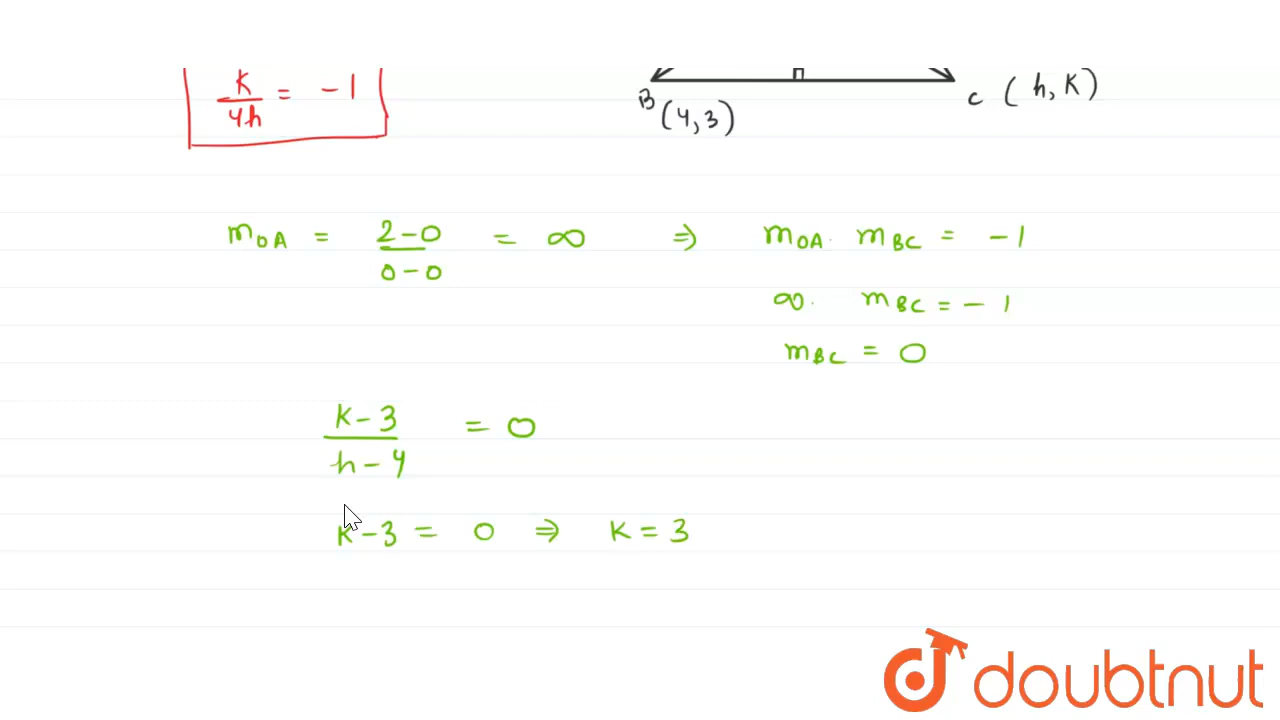 K/4h = -1
B (4,3)
C (h, K)
m_OA = (2-0)/(0-0) = ∞ ⇒ m_OA. m_BC = -1
∞. m_BC = -1
m_BC = 0
(K-3)/(h-4) = 0
K-3 = 0 ⇒ K = 3
doubtnut